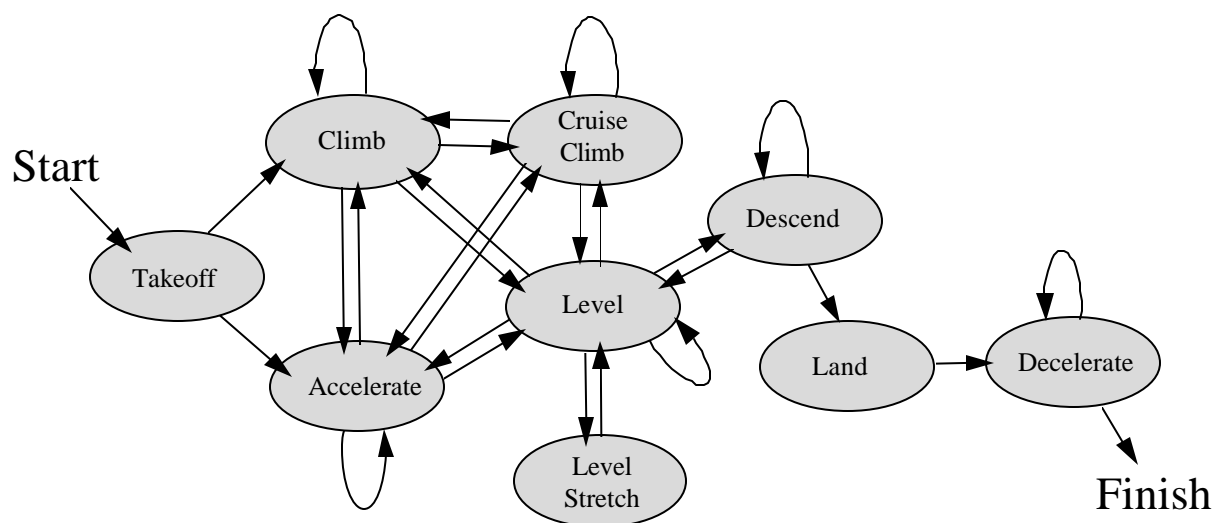 Climb
Cruise
Climb
Start
Descend
Takeoff
Level
Land
Decelerate
Accelerate
Level
Stretch
Finish